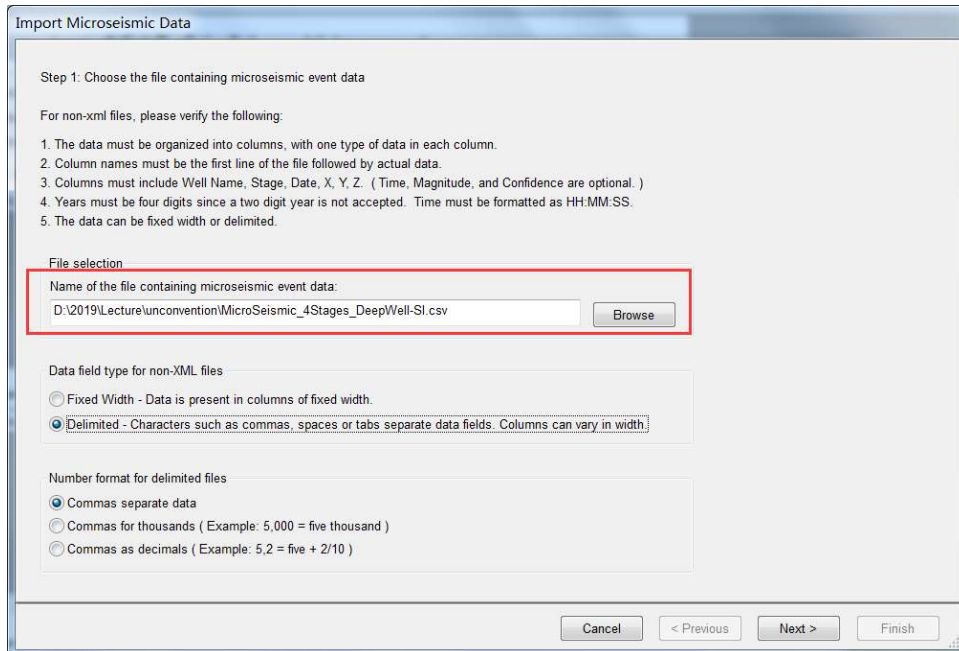 Import Microseismic Data
Step 1: Choose the file containing microseismic event data
For non-xml files, please verify the following:
1. The data must be organized into columns, with one type of data in each column.
2. Column names must be the first line of the file followed by actual data.
3. Columns must include Well Name, Stage, Date, X, Y, Z. ( Time, Magnitude, and Confidence are optional. )
4. Years must be four digits since a two digit year is not accepted. Time must be formatted as HH:MM:SS.
5. The data can be fixed width or delimited.
File selection
Name of the file containing microseismic event data:
D:\2019\Lecture\unconvention\MicroSeismic_4Stages_DeepWell-SI.csv
Browse
Data field type for non-XML files
Fixed Width - Data is present in columns of fixed width.
Delimited - Characters such as commas, spaces or tabs separate data fields. Columns can vary in width.
Number format for delimited files
Commas separate data
Commas for thousands ( Example: 5,000 = five thousand )
Commas as decimals ( Example: 5,2 = five + 2/10 )
Cancel < Previous Next > Finish